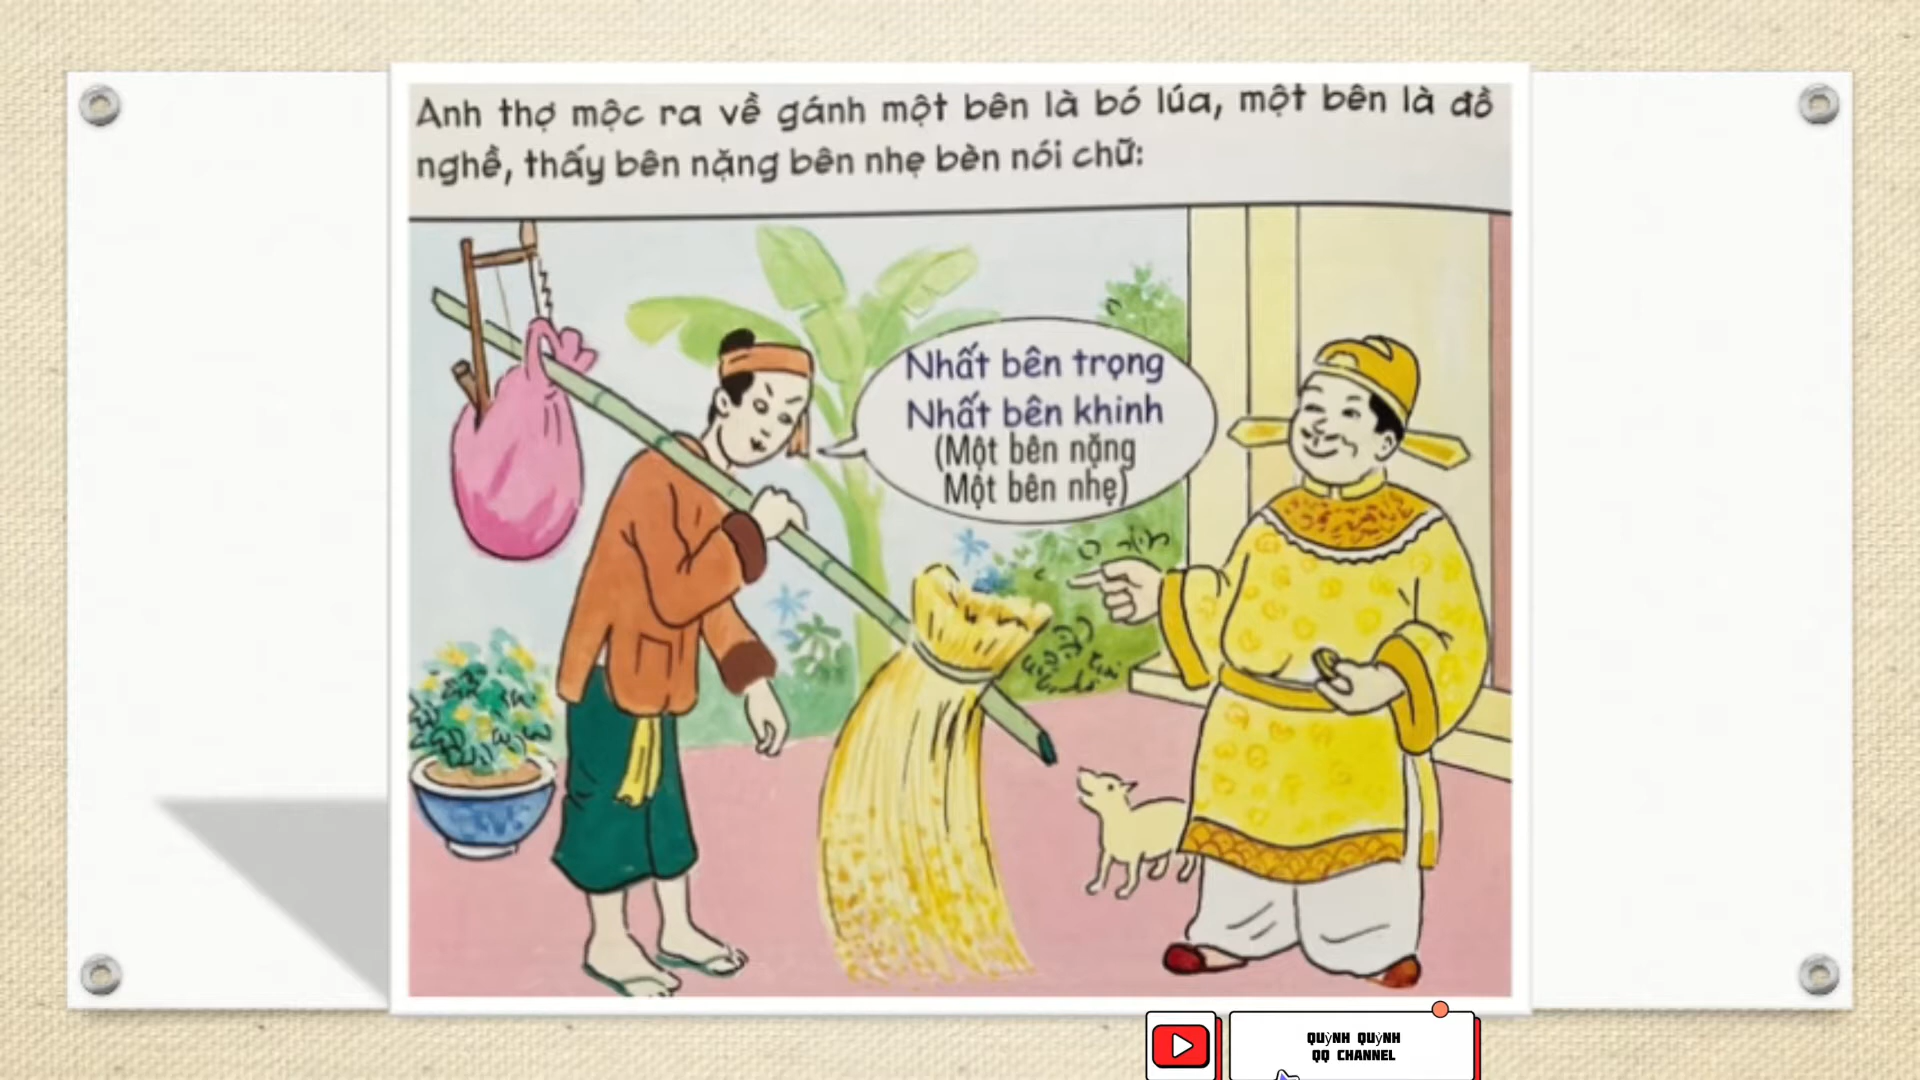 Anh thợ mộc ra về gánh một bên là bó lúa, một bên là đồ
nghề, thấy bên nặng bên nhẹ bèn nói chữ:
Nhất bên trọng
Nhất bên khinh
(Một bên nặng
Một bên nhẹ)
QUỲNH QUỲNH
QQ CHANNEL